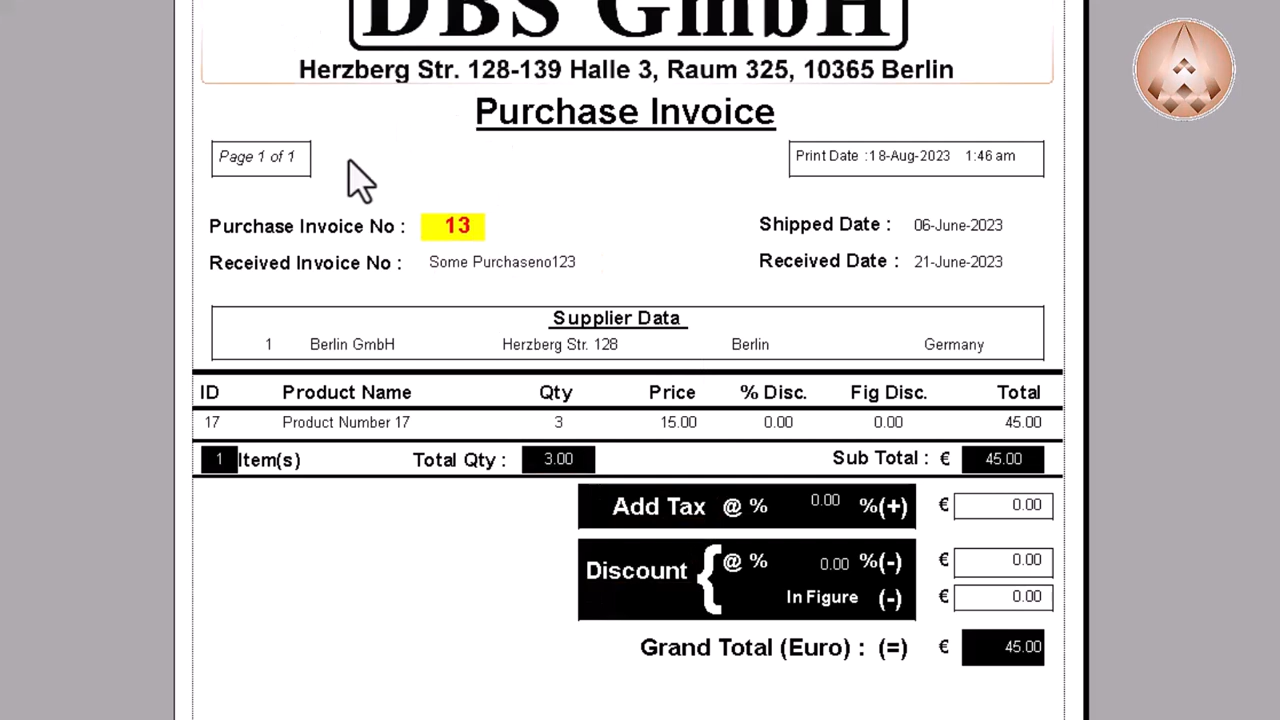 DBS GmbH
Herzberg Str. 128-139 Halle 3, Raum 325, 10365 Berlin
Purchase Invoice
Page 1 of 1
Print Date :18-Aug-2023 1:46 am
Purchase Invoice No : 13 Shipped Date : 06-June-2023
Received Invoice No : Some Purchaseno123 Received Date : 21-June-2023
Supplier Data
1 Berlin GmbH Herzberg Str. 128 Berlin Germany
ID Product Name Qty Price % Disc. Fig Disc. Total
17 Product Number 17 3 15.00 0.00 0.00 45.00
1 Item(s) Total Qty : 3.00 Sub Total : € 45.00
Add Tax @ % 0.00 %(+) € 0.00
Discount { @ % 0.00 %(-) € 0.00
In Figure (-) € 0.00
Grand Total (Euro) : (=) € 45.00